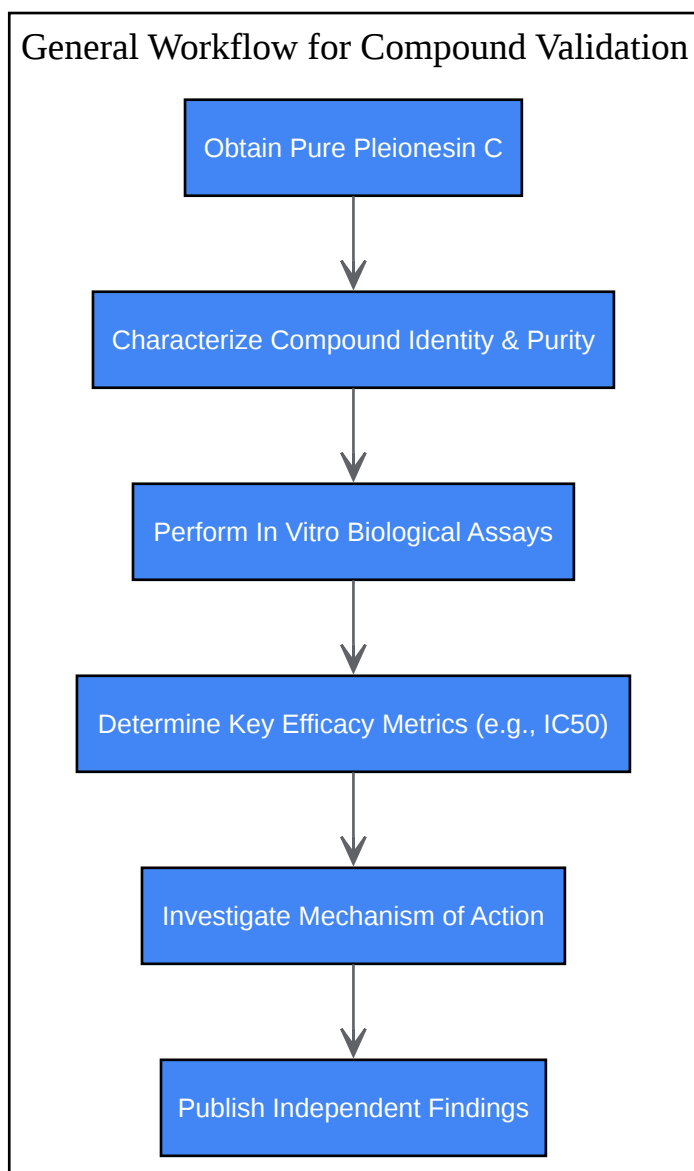 General Workflow for Compound Validation
Obtain Pure Pleionesin C
Characterize Compound Identity & Purity
Perform In Vitro Biological Assays
Determine Key Efficacy Metrics (e.g., IC50)
Investigate Mechanism of Action
Publish Independent Findings